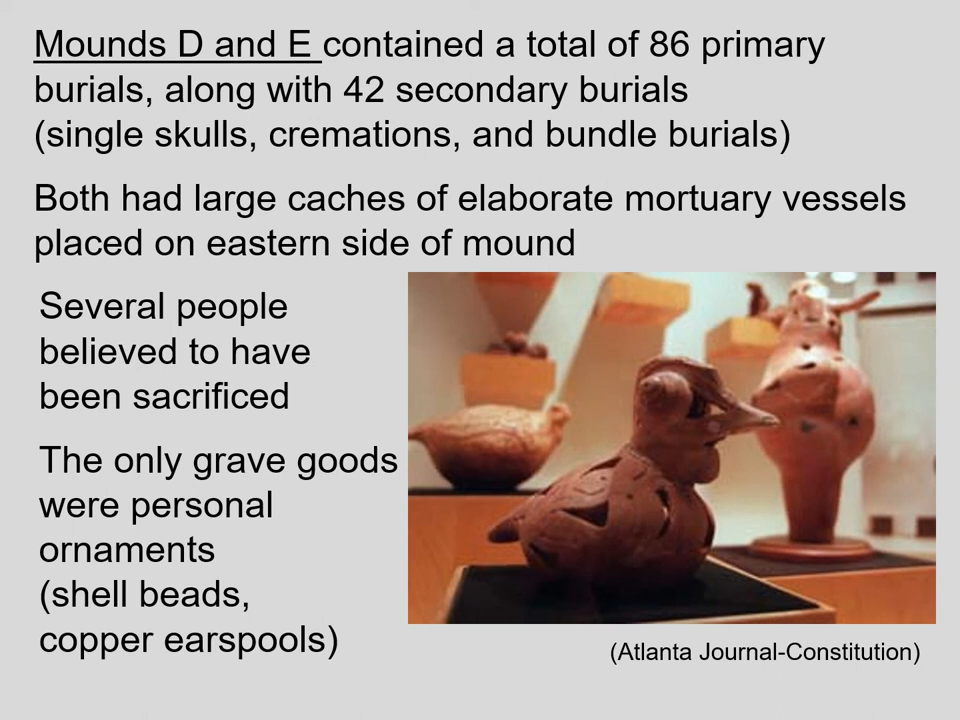 Mounds D and E contained a total of 86 primary
burials, along with 42 secondary burials
(single skulls, cremations, and bundle burials)
Both had large caches of elaborate mortuary vessels
placed on eastern side of mound
Several people
believed to have
been sacrificed
The only grave goods
were personal
ornaments
(shell beads,
copper earspools)
(Atlanta Journal-Constitution)